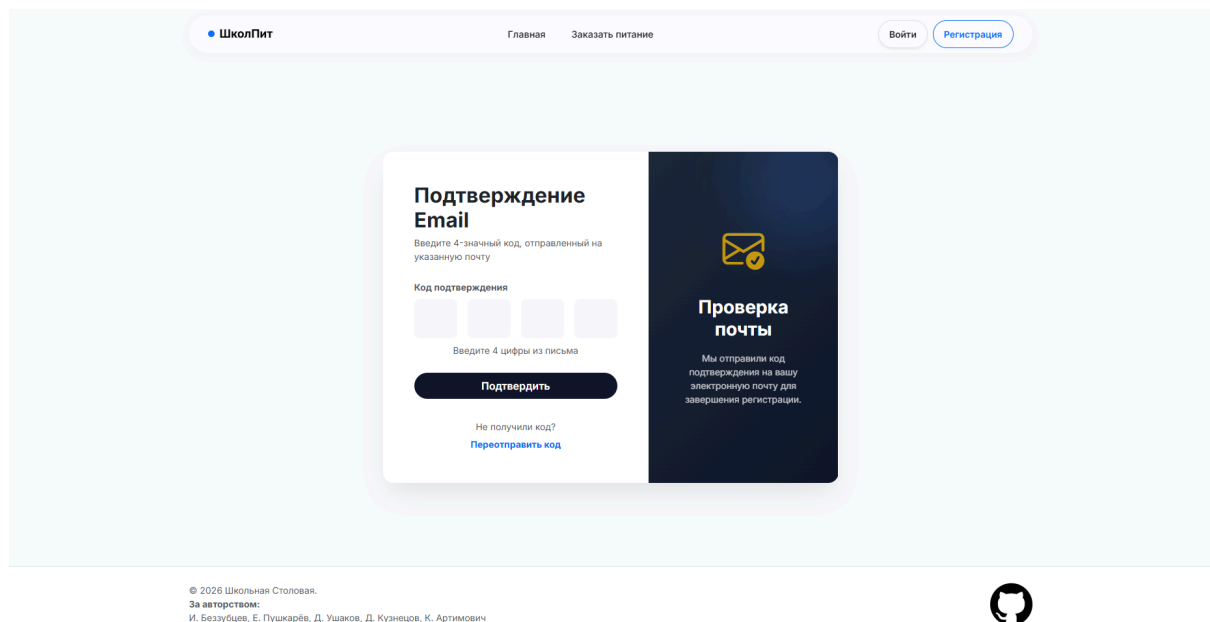 ШколПит
Главная
Заказать питание
Войти
Регистрация
Подтверждение
Email
Введите 4-значный код, отправленный на
указанную почту
Код подтверждения
Введите 4 цифры из письма
Подтвердить
Не получили код?
Переотправить код
Проверка
почты
Мы отправили код
подтверждения на вашу
электронную почту для
завершения регистрации.
© 2026 Школьная Столовая.
За авторством:
И. Беззубцев, Е. Пушкарёв, Д. Ушаков, Д. Кузнецов, К. Артимович